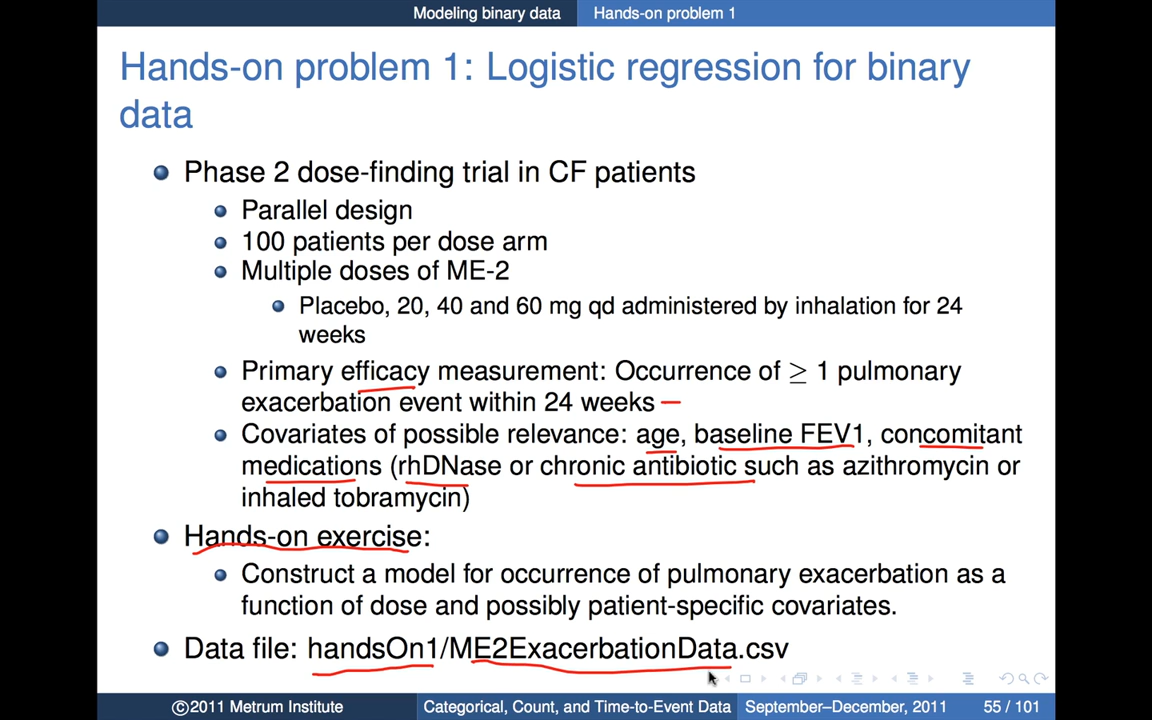 Modeling binary data Hands-on problem 1
Hands-on problem 1: Logistic regression for binary
data
Phase 2 dose-finding trial in CF patients
Parallel design
100 patients per dose arm
Multiple doses of ME-2
Placebo, 20, 40 and 60 mg qd administered by inhalation for 24
weeks
Primary efficacy measurement: Occurrence of ≥ 1 pulmonary
exacerbation event within 24 weeks
Covariates of possible relevance: age, baseline FEV1, concomitant
medications (rhDNase or chronic antibiotic such as azithromycin or
inhaled tobramycin)
Hands-on exercise:
Construct a model for occurrence of pulmonary exacerbation as a
function of dose and possibly patient-specific covariates.
Data file: handsOn1/ME2ExacerbationData.csv
©2011 Metrum Institute Categorical, Count, and Time-to-Event Data September–December, 2011 55 / 101